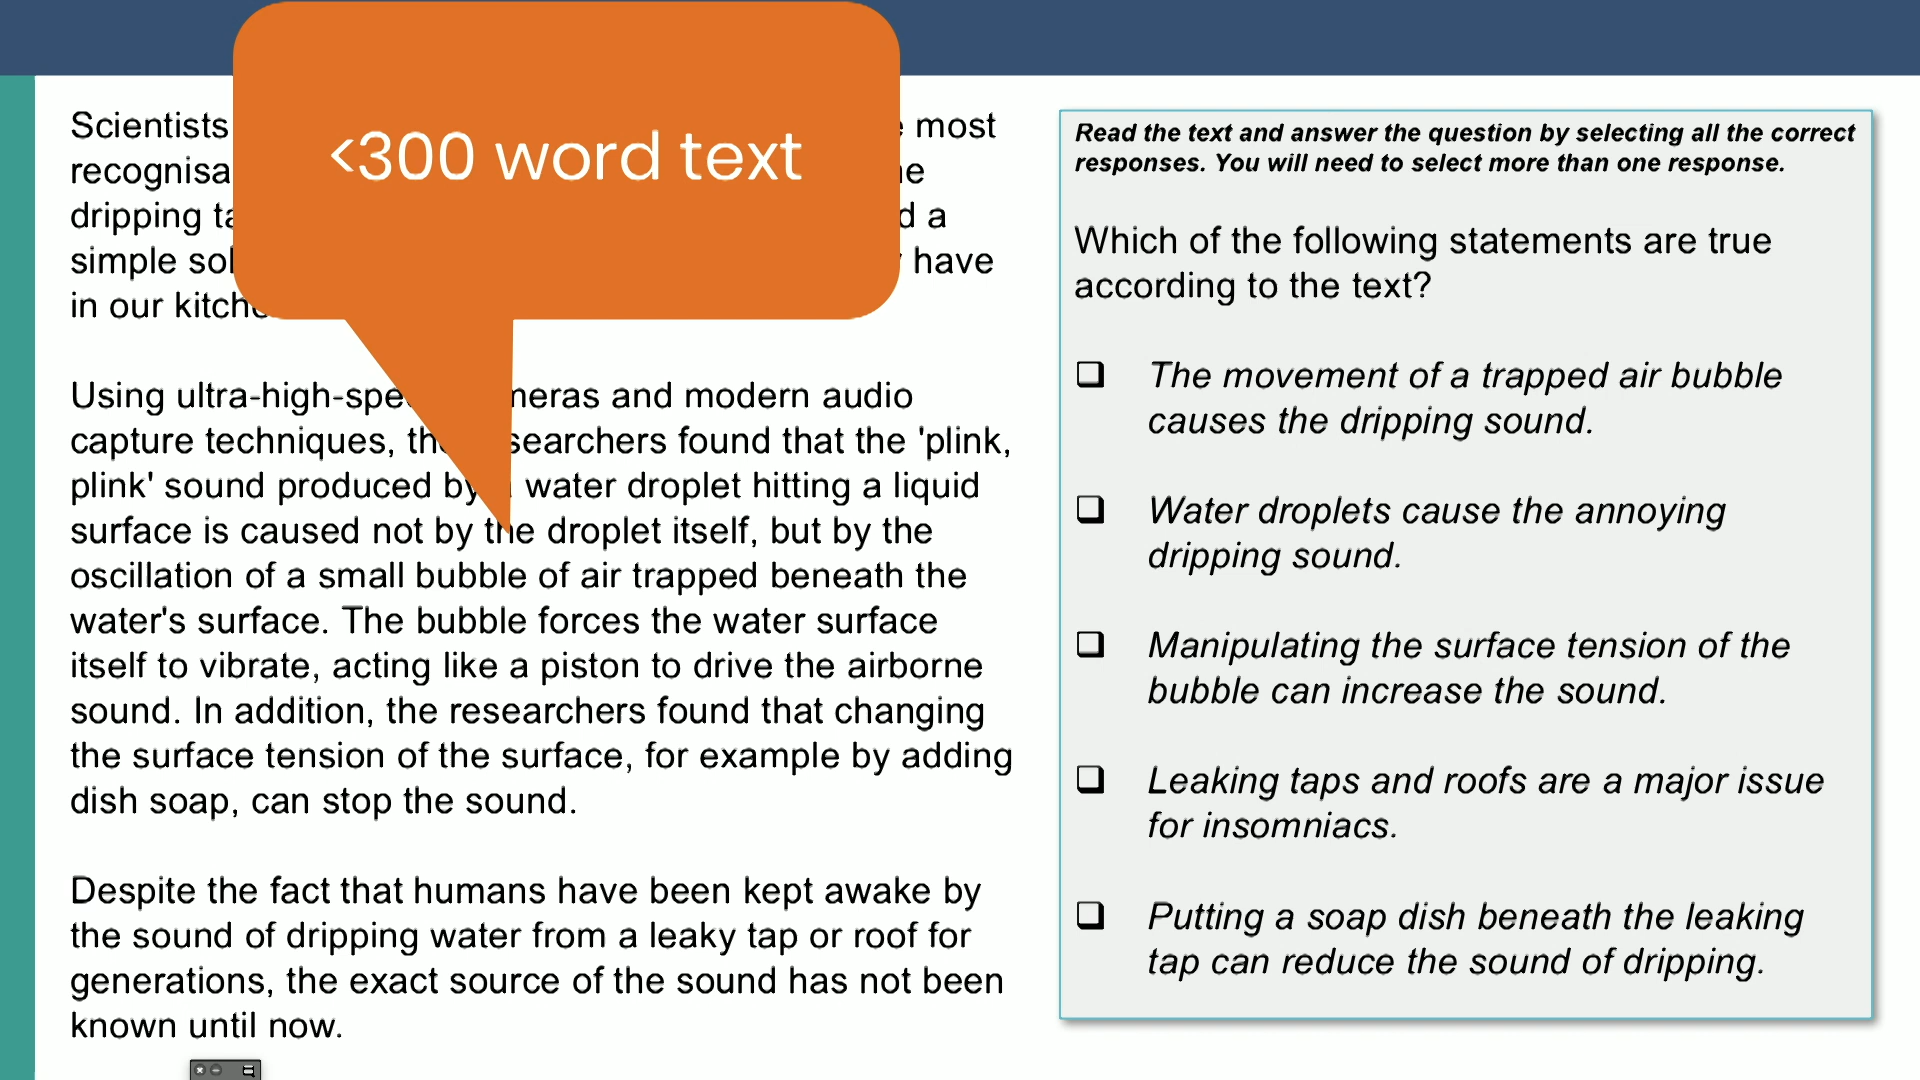 <300 word text
Scientists most
recognisa
dripping a
simple have
in our
Using ultra-high- and modern audio
capture techniques, found that the 'plink,
plink' sound produced by water droplet hitting a liquid
surface is caused not by the droplet itself, but by the
oscillation of a small bubble of air trapped beneath the
water's surface. The bubble forces the water surface
itself to vibrate, acting like a piston to drive the airborne
sound. In addition, the researchers found that changing
the surface tension of the surface, for example by adding
dish soap, can stop the sound.
Despite the fact that humans have been kept awake by
the sound of dripping water from a leaky tap or roof for
generations, the exact source of the sound has not been
known until now.
Read the text and answer the question by selecting all the correct
responses. You will need to select more than one response.
Which of the following statements are true
according to the text?
The movement of a trapped air bubble
causes the dripping sound.
Water droplets cause the annoying
dripping sound.
Manipulating the surface tension of the
bubble can increase the sound.
Leaking taps and roofs are a major issue
for insomniacs.
Putting a soap dish beneath the leaking
tap can reduce the sound of dripping.